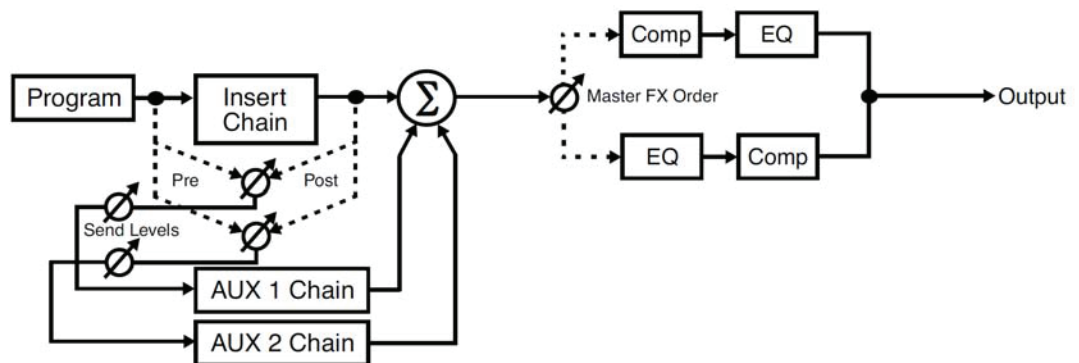 Program
Insert
Chain
Σ
Comp
EQ
Master FX Order
Output
EQ
Comp
Pre
Post
Send Levels
AUX 1 Chain
AUX 2 Chain